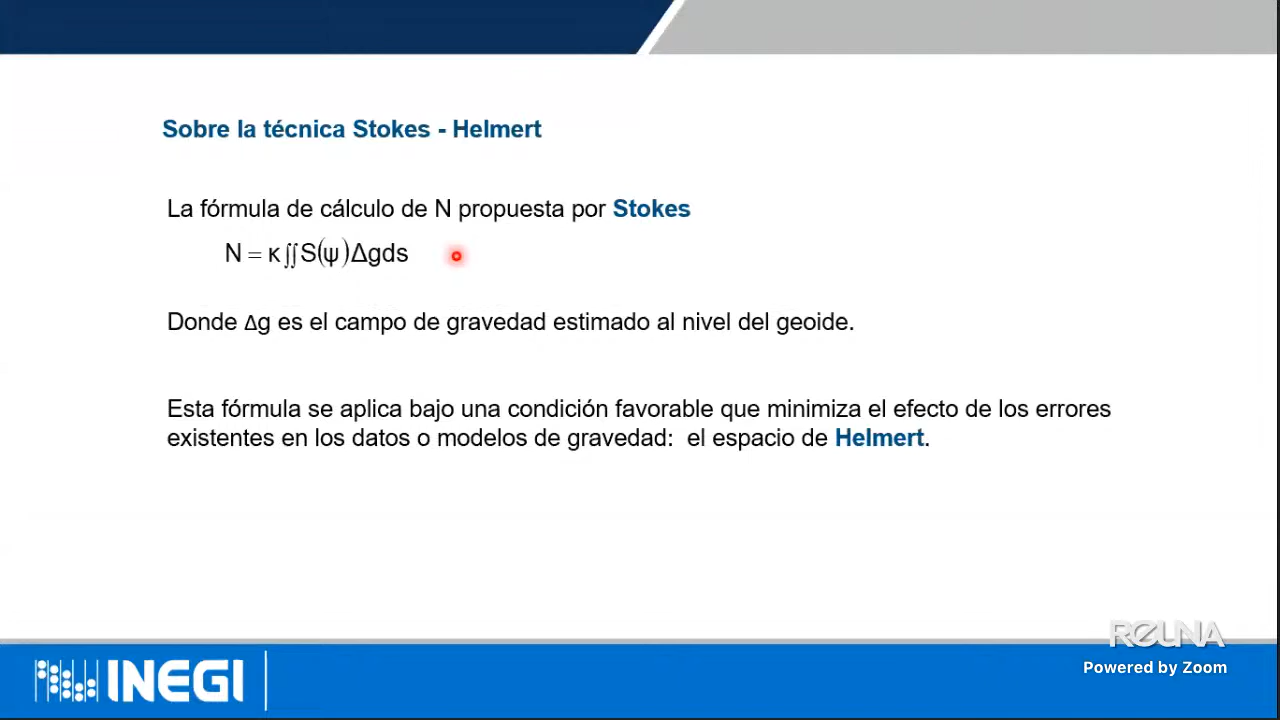 Sobre la técnica Stokes - Helmert
La fórmula de cálculo de N propuesta por Stokes
N = κ∬S(ψ)Δgds
Donde Δg es el campo de gravedad estimado al nivel del geoide.
Esta fórmula se aplica bajo una condición favorable que minimiza el efecto de los errores
existentes en los datos o modelos de gravedad: el espacio de Helmert.
REUNA
Powered by Zoom
INEGI